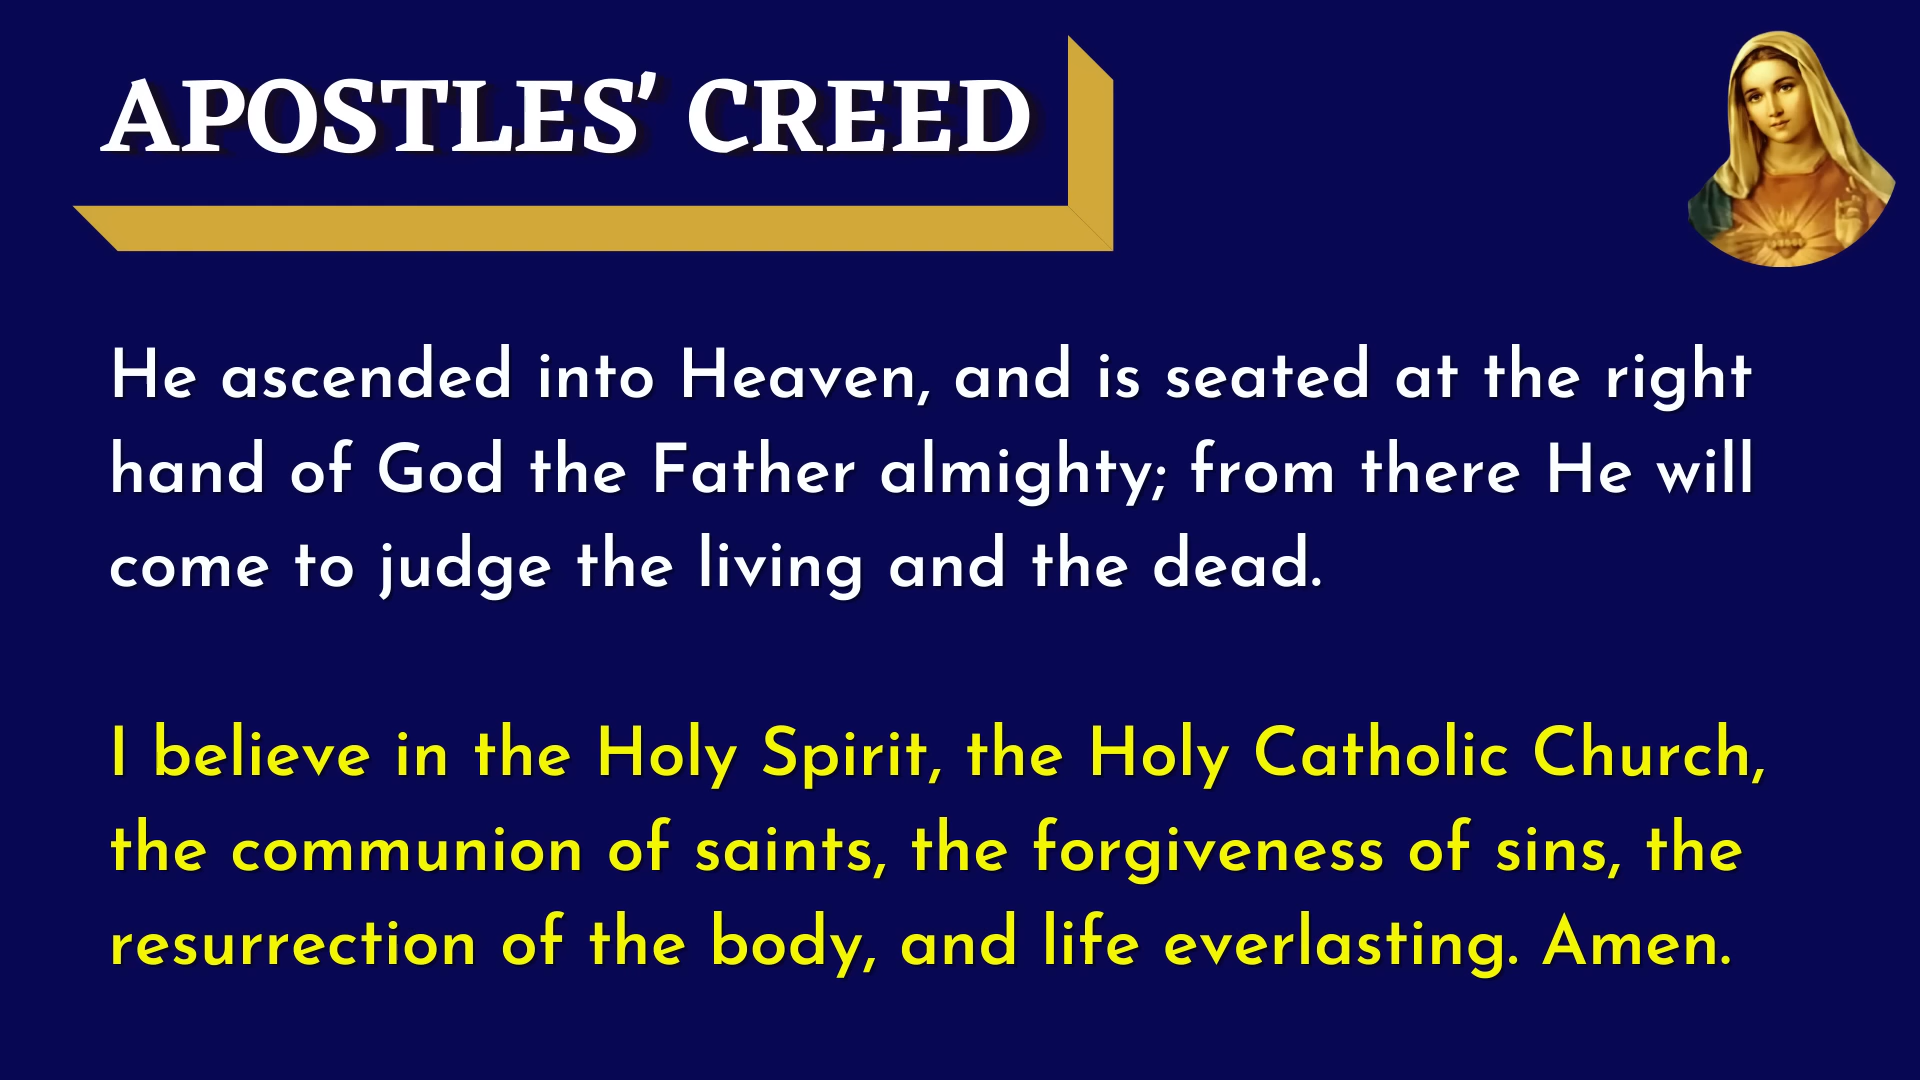 APOSTLES' CREED
He ascended into Heaven, and is seated at the right
hand of God the Father almighty; from there He will
come to judge the living and the dead.
I believe in the Holy Spirit, the Holy Catholic Church,
the communion of saints, the forgiveness of sins, the
resurrection of the body, and life everlasting. Amen.